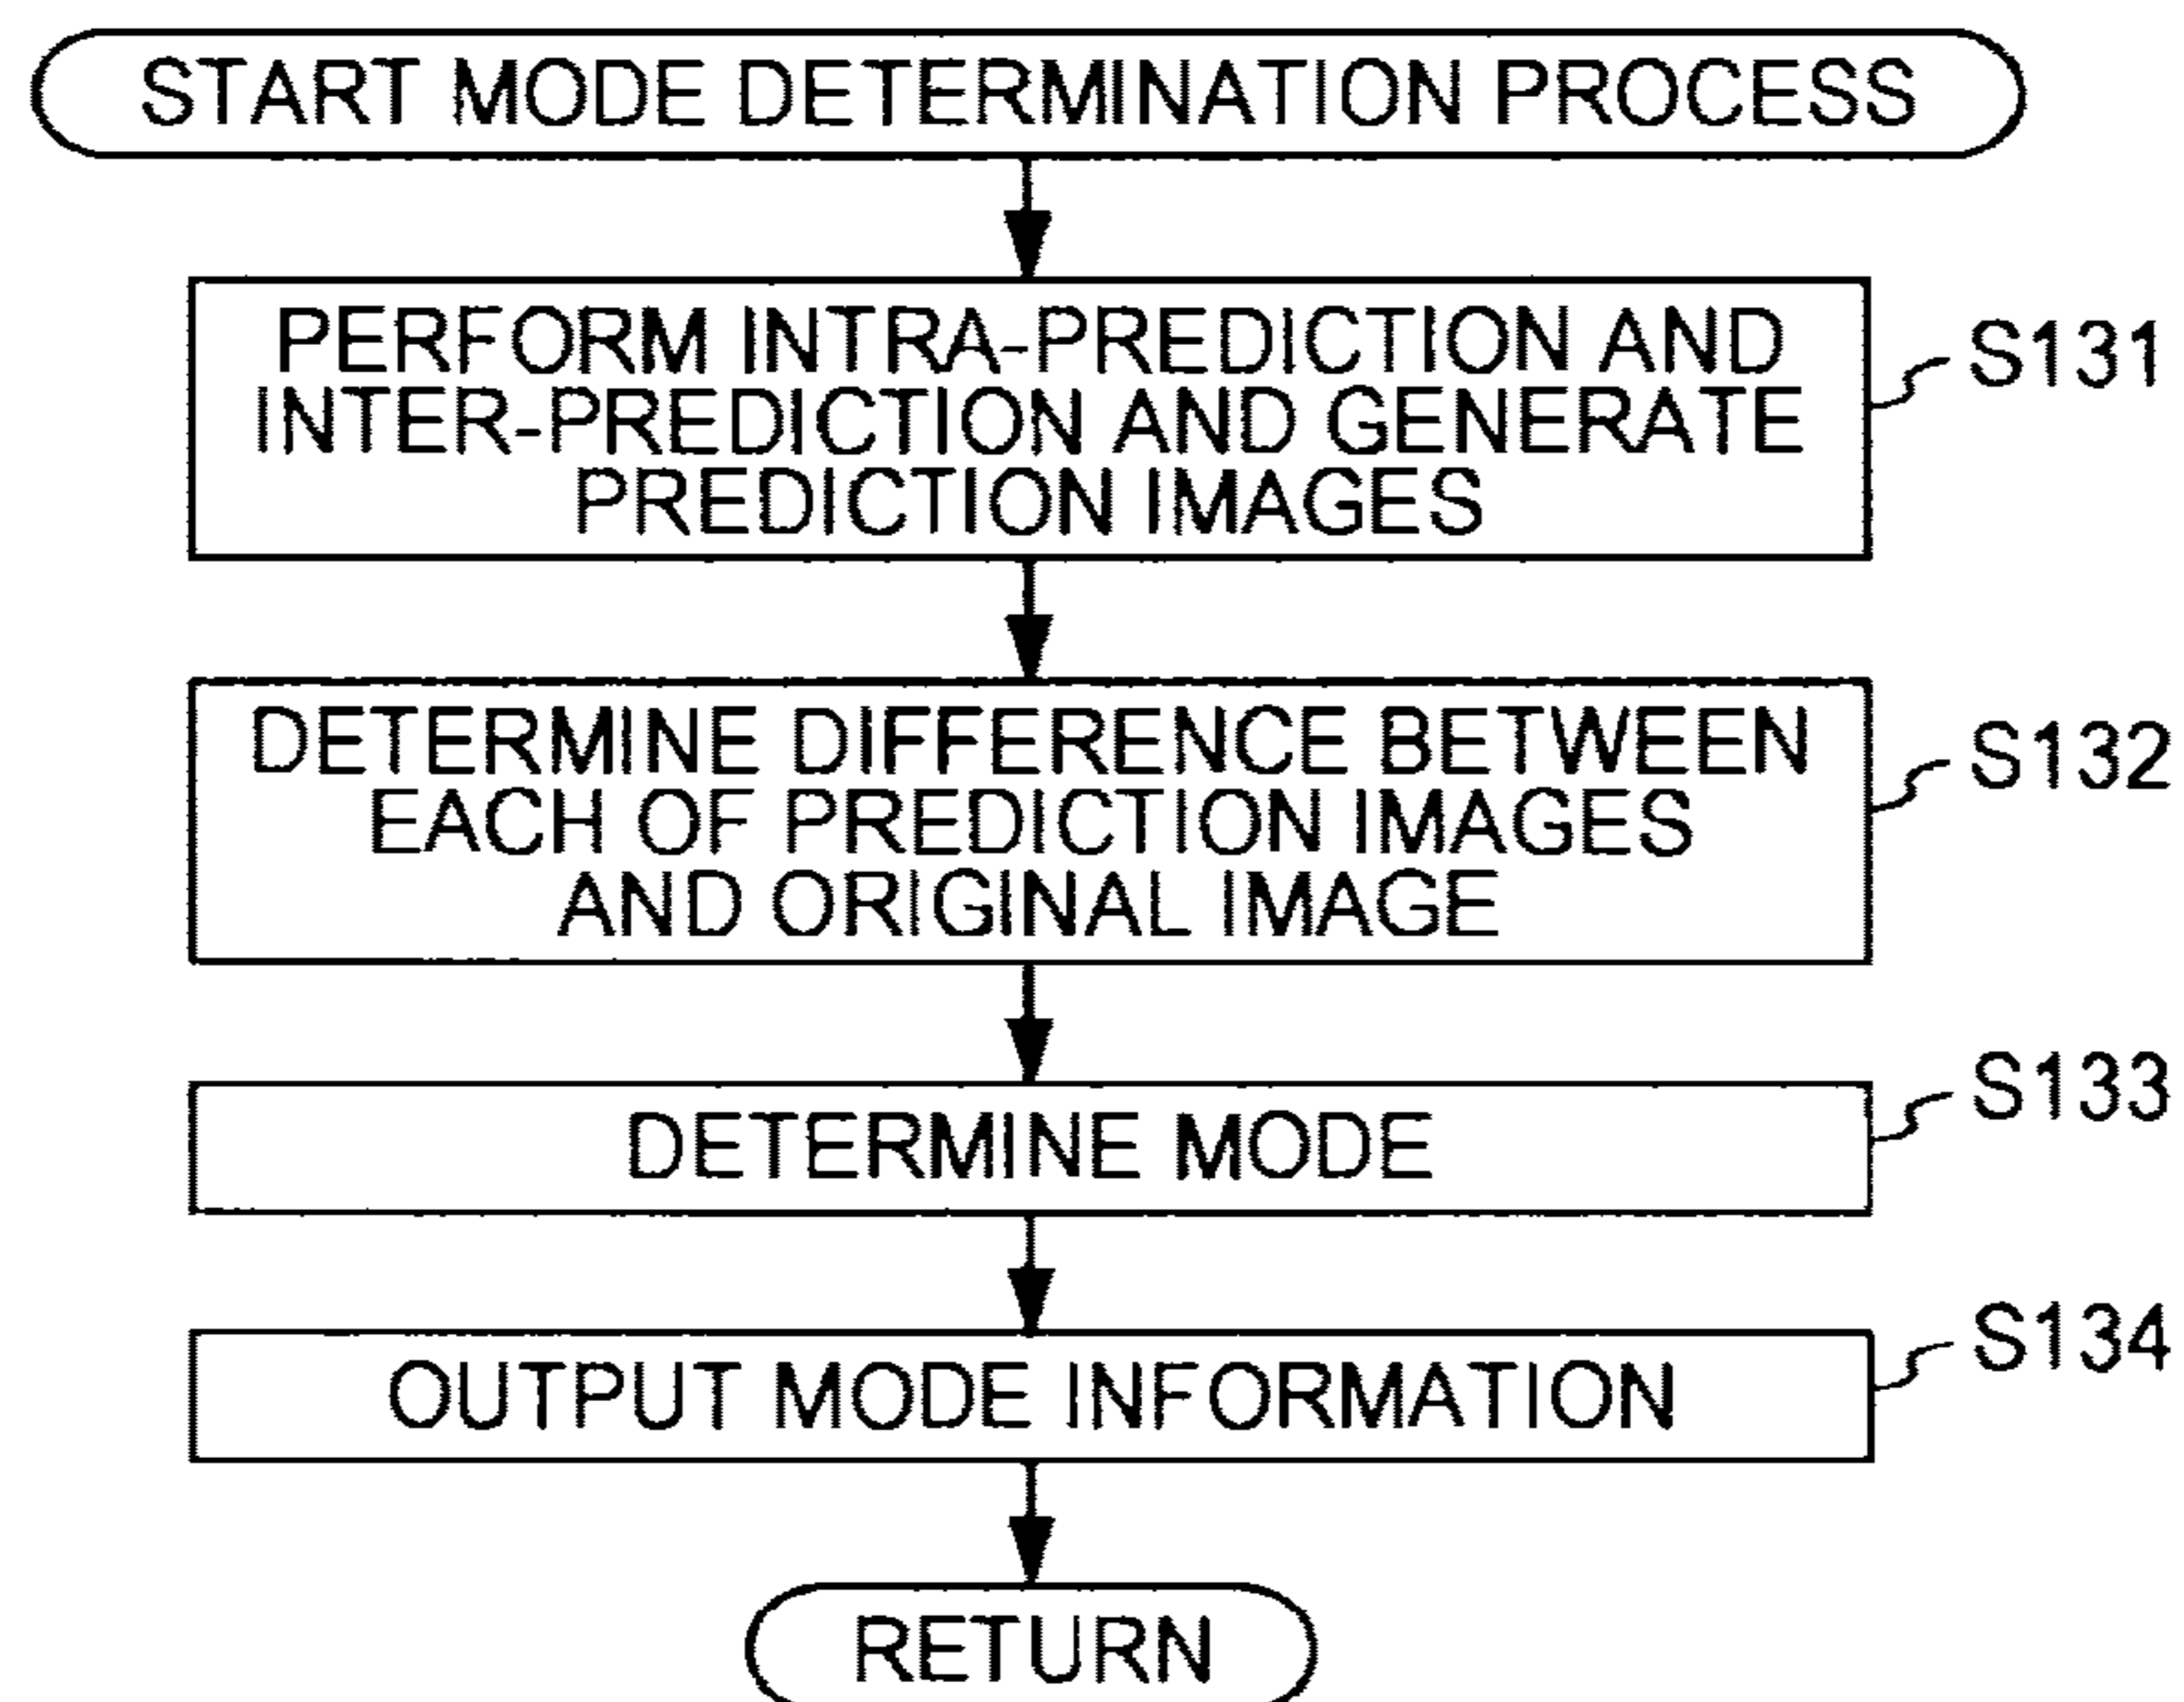 START MODE DETERMINATION PROCESS
PERFORM INTRA-PREDICTION AND
INTER-PREDICTION AND GENERATE
PREDICTION IMAGES
S131
DETERMINE DIFFERENCE BETWEEN
EACH OF PREDICTION IMAGES
AND ORIGINAL IMAGE
S132
DETERMINE MODE
S133
OUTPUT MODE INFORMATION
S134
RETURN